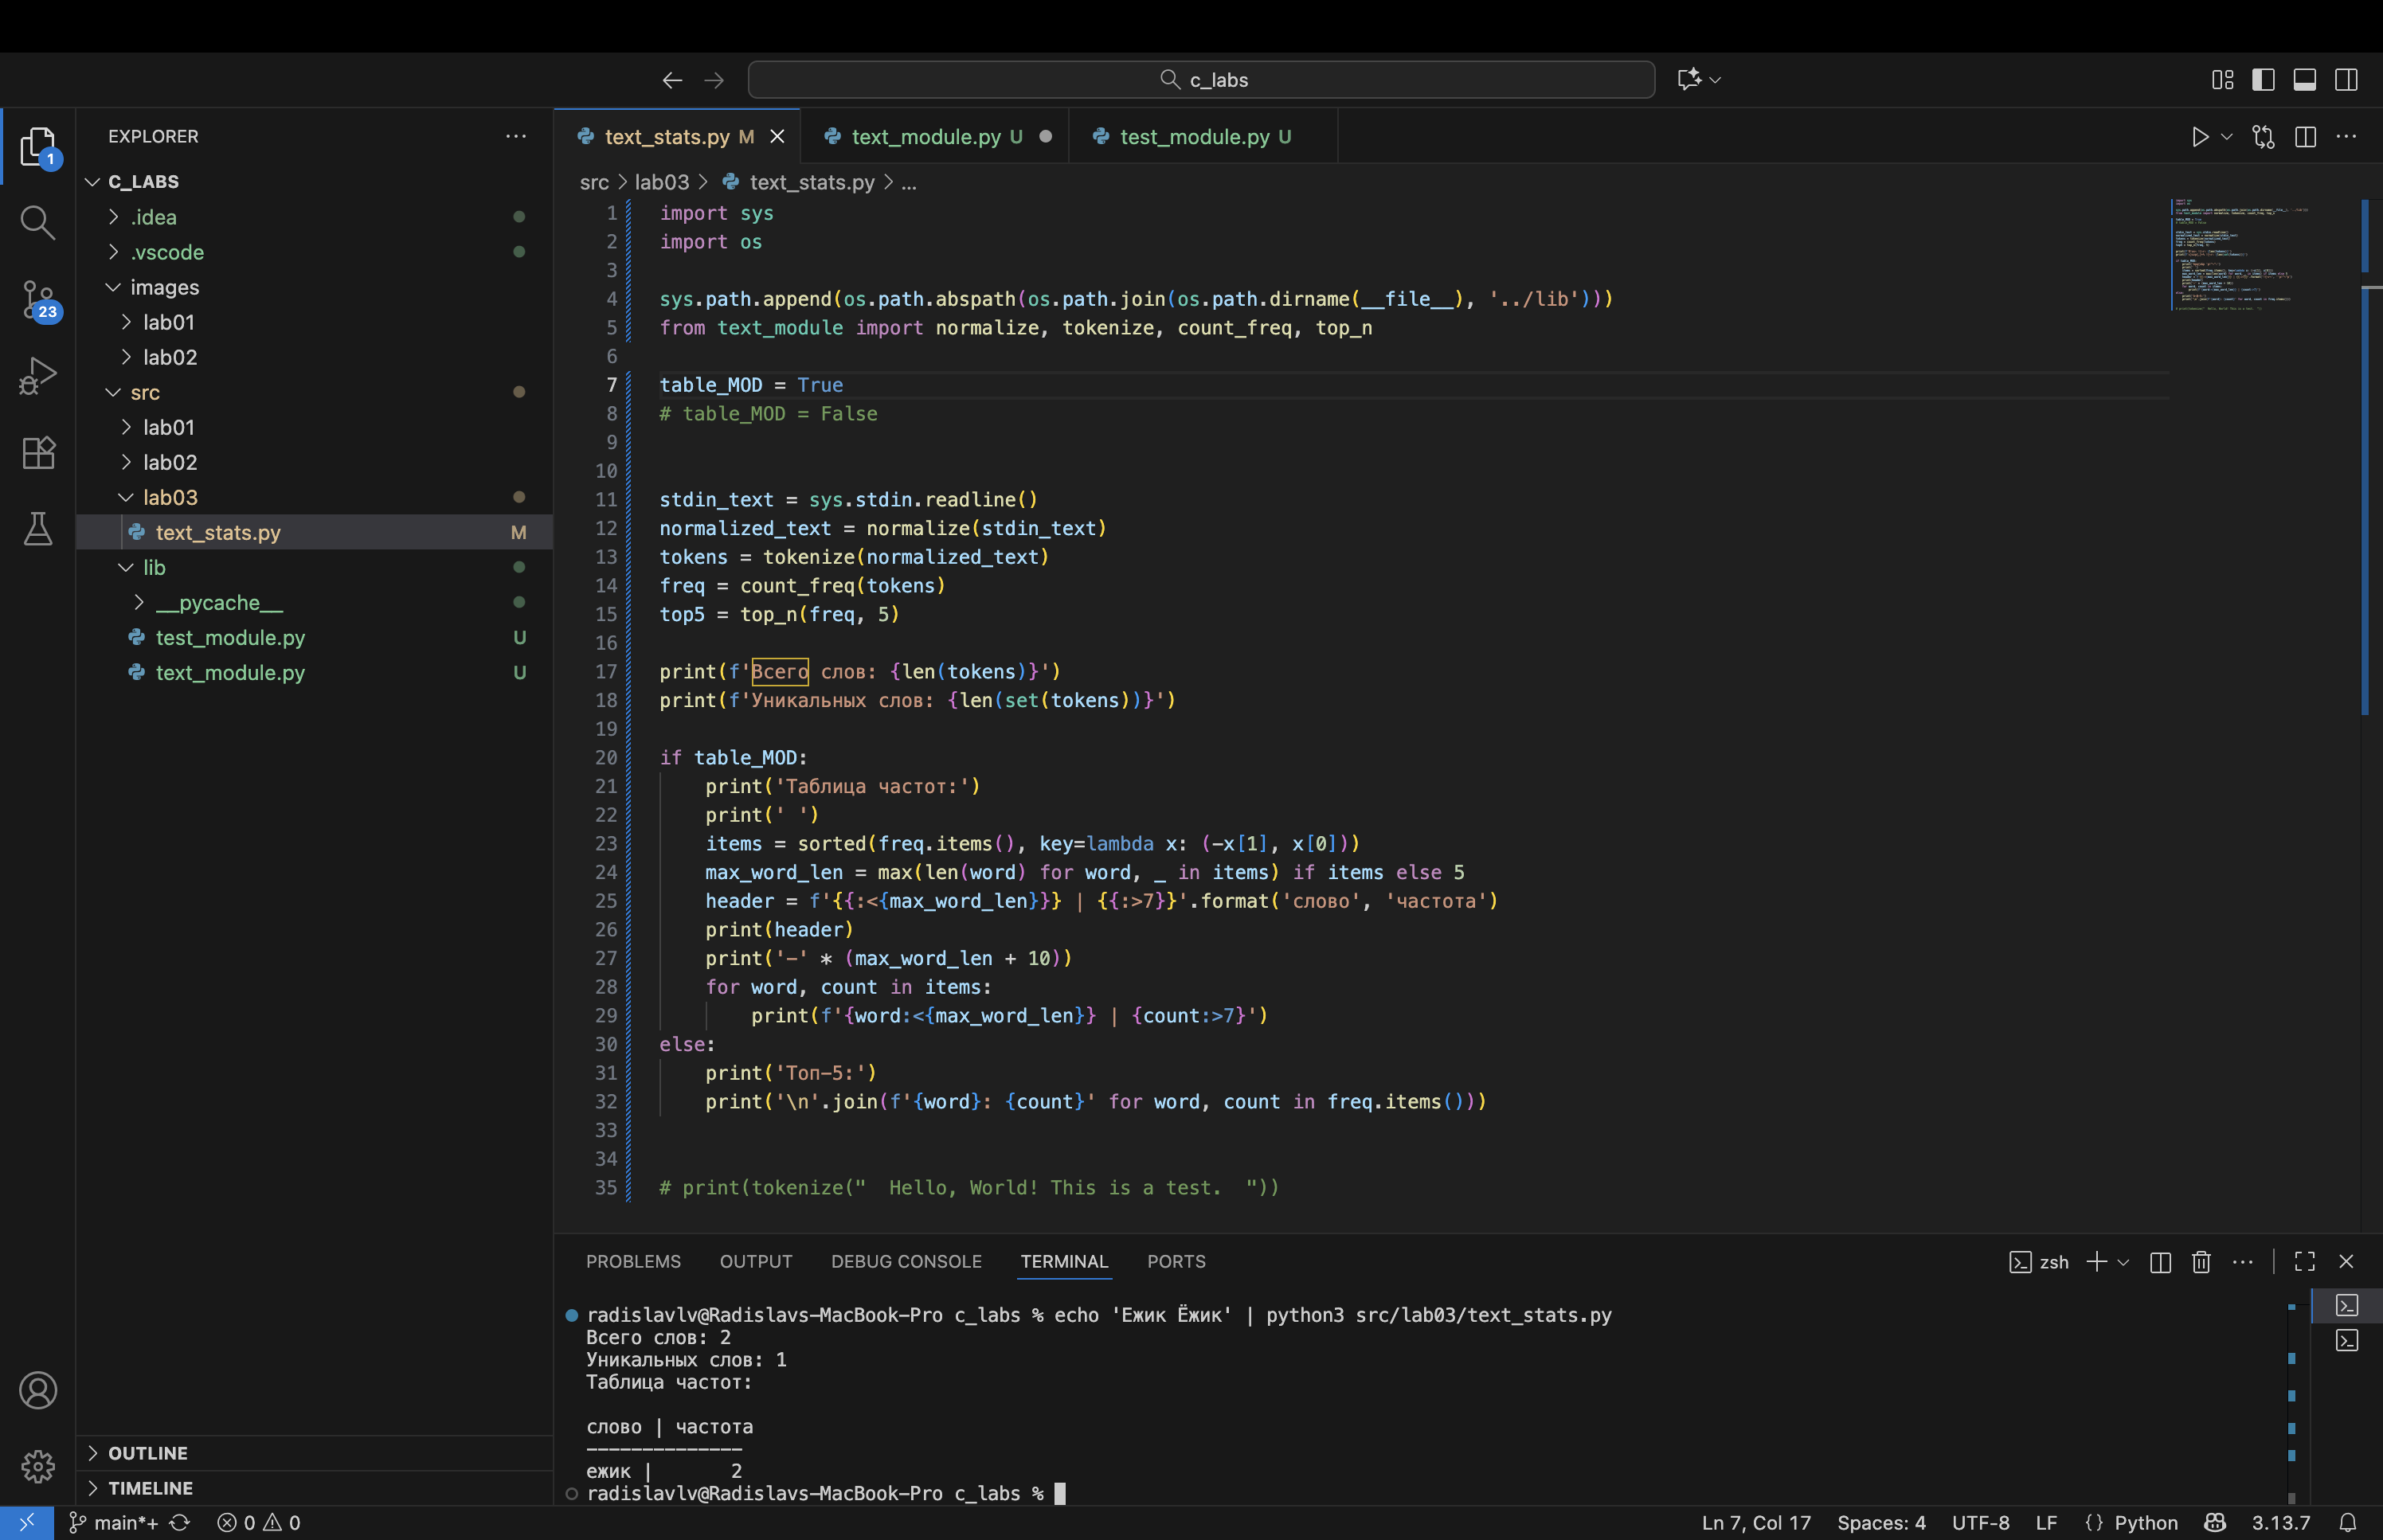 c_labs
EXPLORER
C_LABS
.idea
.vscode
images
lab01
lab02
src
lab01
lab02
lab03
text_stats.py M
lib
__pycache__
test_module.py U
text_module.py U
OUTLINE
TIMELINE
1
23
text_stats.py M
text_module.py U
test_module.py U
src > lab03 > text_stats.py > ...
1 import sys
2 import os
3
4 sys.path.append(os.path.abspath(os.path.join(os.path.dirname(__file__), '../lib')))
5 from text_module import normalize, tokenize, count_freq, top_n
6
7 table_MOD = True
8 # table_MOD = False
9
10
11 stdin_text = sys.stdin.readline()
12 normalized_text = normalize(stdin_text)
13 tokens = tokenize(normalized_text)
14 freq = count_freq(tokens)
15 top5 = top_n(freq, 5)
16
17 print(f'Всего слов: {len(tokens)}')
18 print(f'Уникальных слов: {len(set(tokens))}')
19
20 if table_MOD:
21     print('Таблица частот:')
22     print(' ')
23     items = sorted(freq.items(), key=lambda x: (-x[1], x[0]))
24     max_word_len = max(len(word) for word, _ in items) if items else 5
25     header = f'{{:<{max_word_len}}} | {{:>7}}'.format('слово', 'частота')
26     print(header)
27     print('-' * (max_word_len + 10))
28     for word, count in items:
29         print(f'{word:<{max_word_len}} | {count:>7}')
30 else:
31     print('Топ-5:')
32     print('\n'.join(f'{word}: {count}' for word, count in freq.items()))
33
34
35 # print(tokenize("  Hello, World! This is a test.  "))
PROBLEMS OUTPUT DEBUG CONSOLE TERMINAL PORTS
zsh
radislavlv@Radislavs-MacBook-Pro c_labs % echo 'Ежик Ёжик' | python3 src/lab03/text_stats.py
Всего слов: 2
Уникальных слов: 1
Таблица частот:
слово | частота
--------------
ежик |       2
radislavlv@Radislavs-MacBook-Pro c_labs %
main*+ 0 0
Ln 7, Col 17 Spaces: 4 UTF-8 LF {} Python 3.13.7